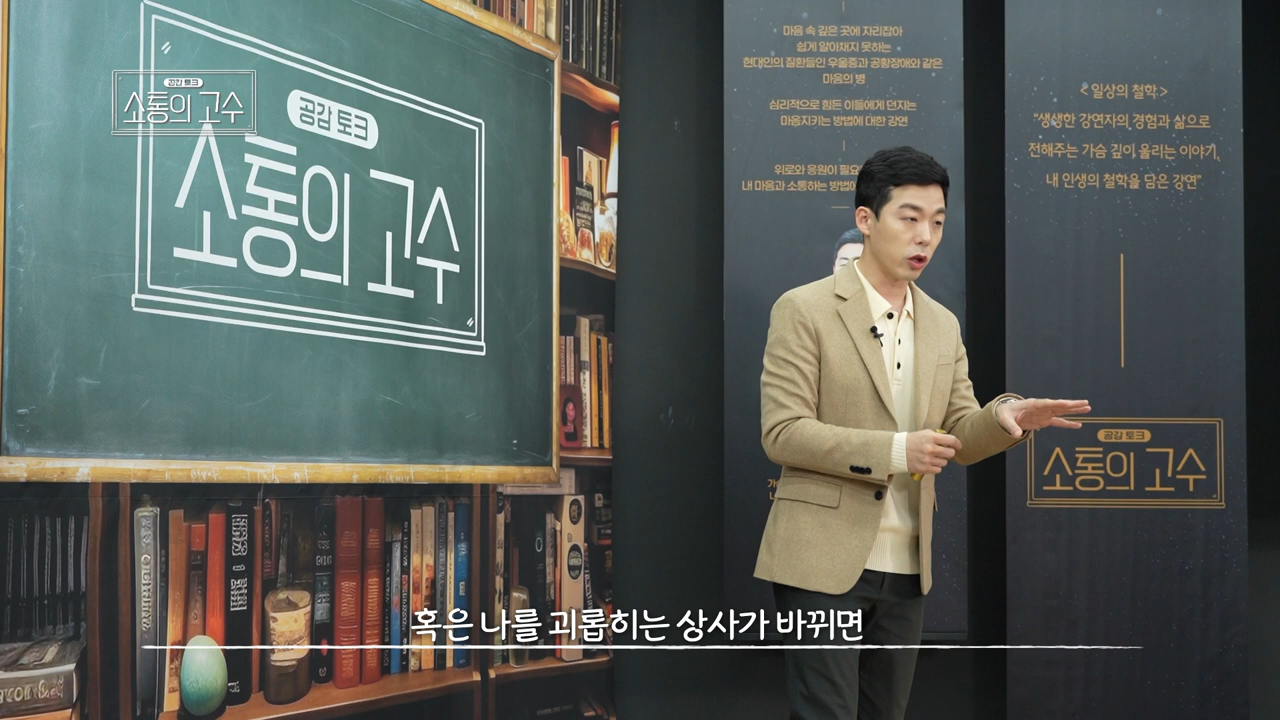 공감 토크
소통의 고수
공감 토크
소통의 고수
마음 속 깊은 곳에 자리잡아
쉽게 알아채지 못하는
현대인의 질환들인 우울증과 공황장애와 같은
마음의 병
심리적으로 힘든 이들에게 던지는
마음지키는 방법에 대한 강연
위로와 응원이
내 마음과 소통하는
<일상의 철학>
"생생한 강연자의 경험과 삶으로
전해주는 가슴 깊이 울리는 이야기,
내 인생의 철학을 담은 강연"
공감 토크
소통의 고수
혹은 나를 괴롭히는 상사가 바뀌면